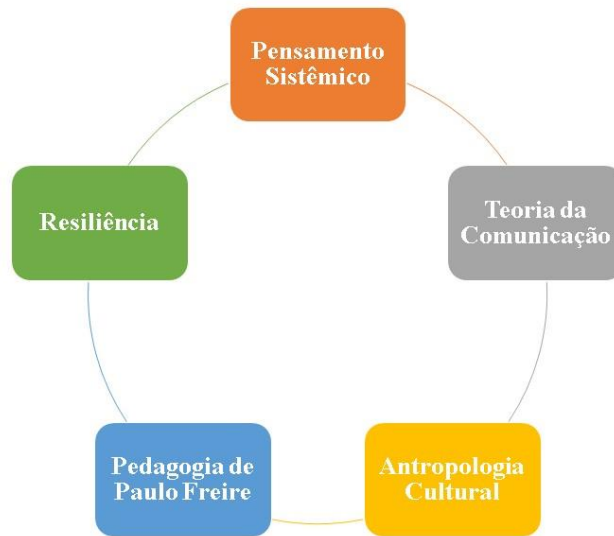 Pensamento
Sistêmico
Resiliência
Teoria da
Comunicação
Pedagogia de
Paulo Freire
Antropologia
Cultural